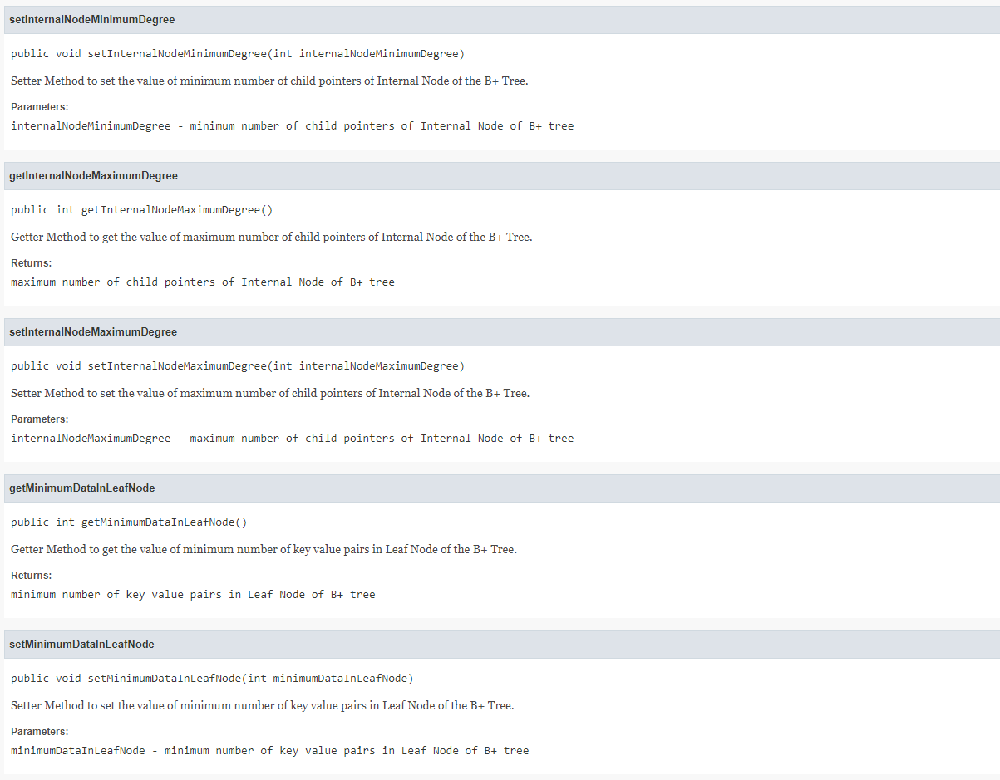 setInternalNodeMinimumDegree
public void setInternalNodeMinimumDegree(int internalNodeMinimumDegree)
Setter Method to set the value of minimum number of child pointers of Internal Node of the B+ Tree.
Parameters:
internalNodeMinimumDegree - minimum number of child pointers of Internal Node of B+ tree
getInternalNodeMaximumDegree
public int getInternalNodeMaximumDegree()
Getter Method to get the value of maximum number of child pointers of Internal Node of the B+ Tree.
Returns:
maximum number of child pointers of Internal Node of B+ tree
setInternalNodeMaximumDegree
public void setInternalNodeMaximumDegree(int internalNodeMaximumDegree)
Setter Method to set the value of maximum number of child pointers of Internal Node of the B+ Tree.
Parameters:
internalNodeMaximumDegree - maximum number of child pointers of Internal Node of B+ tree
getMinimumDataInLeafNode
public int getMinimumDataInLeafNode()
Getter Method to get the value of minimum number of key value pairs in Leaf Node of the B+ Tree.
Returns:
minimum number of key value pairs in Leaf Node of B+ tree
setMinimumDataInLeafNode
public void setMinimumDataInLeafNode(int minimumDataInLeafNode)
Setter Method to set the value of minimum number of key value pairs in Leaf Node of the B+ Tree.
Parameters:
minimumDataInLeafNode - minimum number of key value pairs in Leaf Node of B+ tree